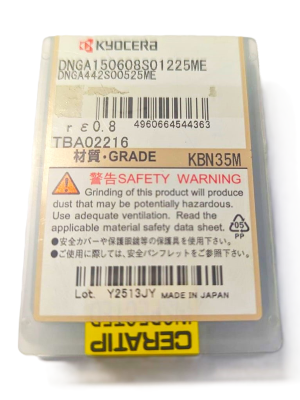 KYOCERA
DNGA150608S01225ME
DNGA442S00525ME
rε0.8 4960664544363
TBA02216
材質・GRADE KBN35M
警告SAFETY WARNING
Grinding of this product will produce
dust that may be potentially hazardous.
Use adequate ventilation. Read the
applicable material safety data sheet.
●安全カバーや保護眼鏡等の保護具を使用下さい。
●ご使用に際しては、安全パンフレットをご参照下さい。
05
PP
Lot. Y2513JY MADE IN JAPAN
CERATIP